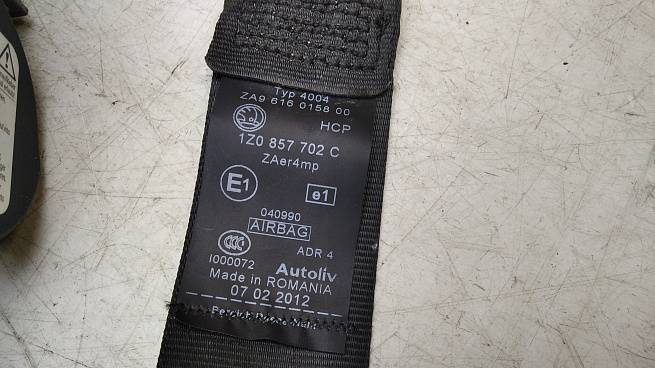 Typ 4004
ZA9 616 0158 00
HCP
1Z0 857 702 C
ZAer4mp
E1 e1
040990
AIRBAG
CCC ADR 4
I000072 Autoliv
Made in ROMANIA
07 02 2012